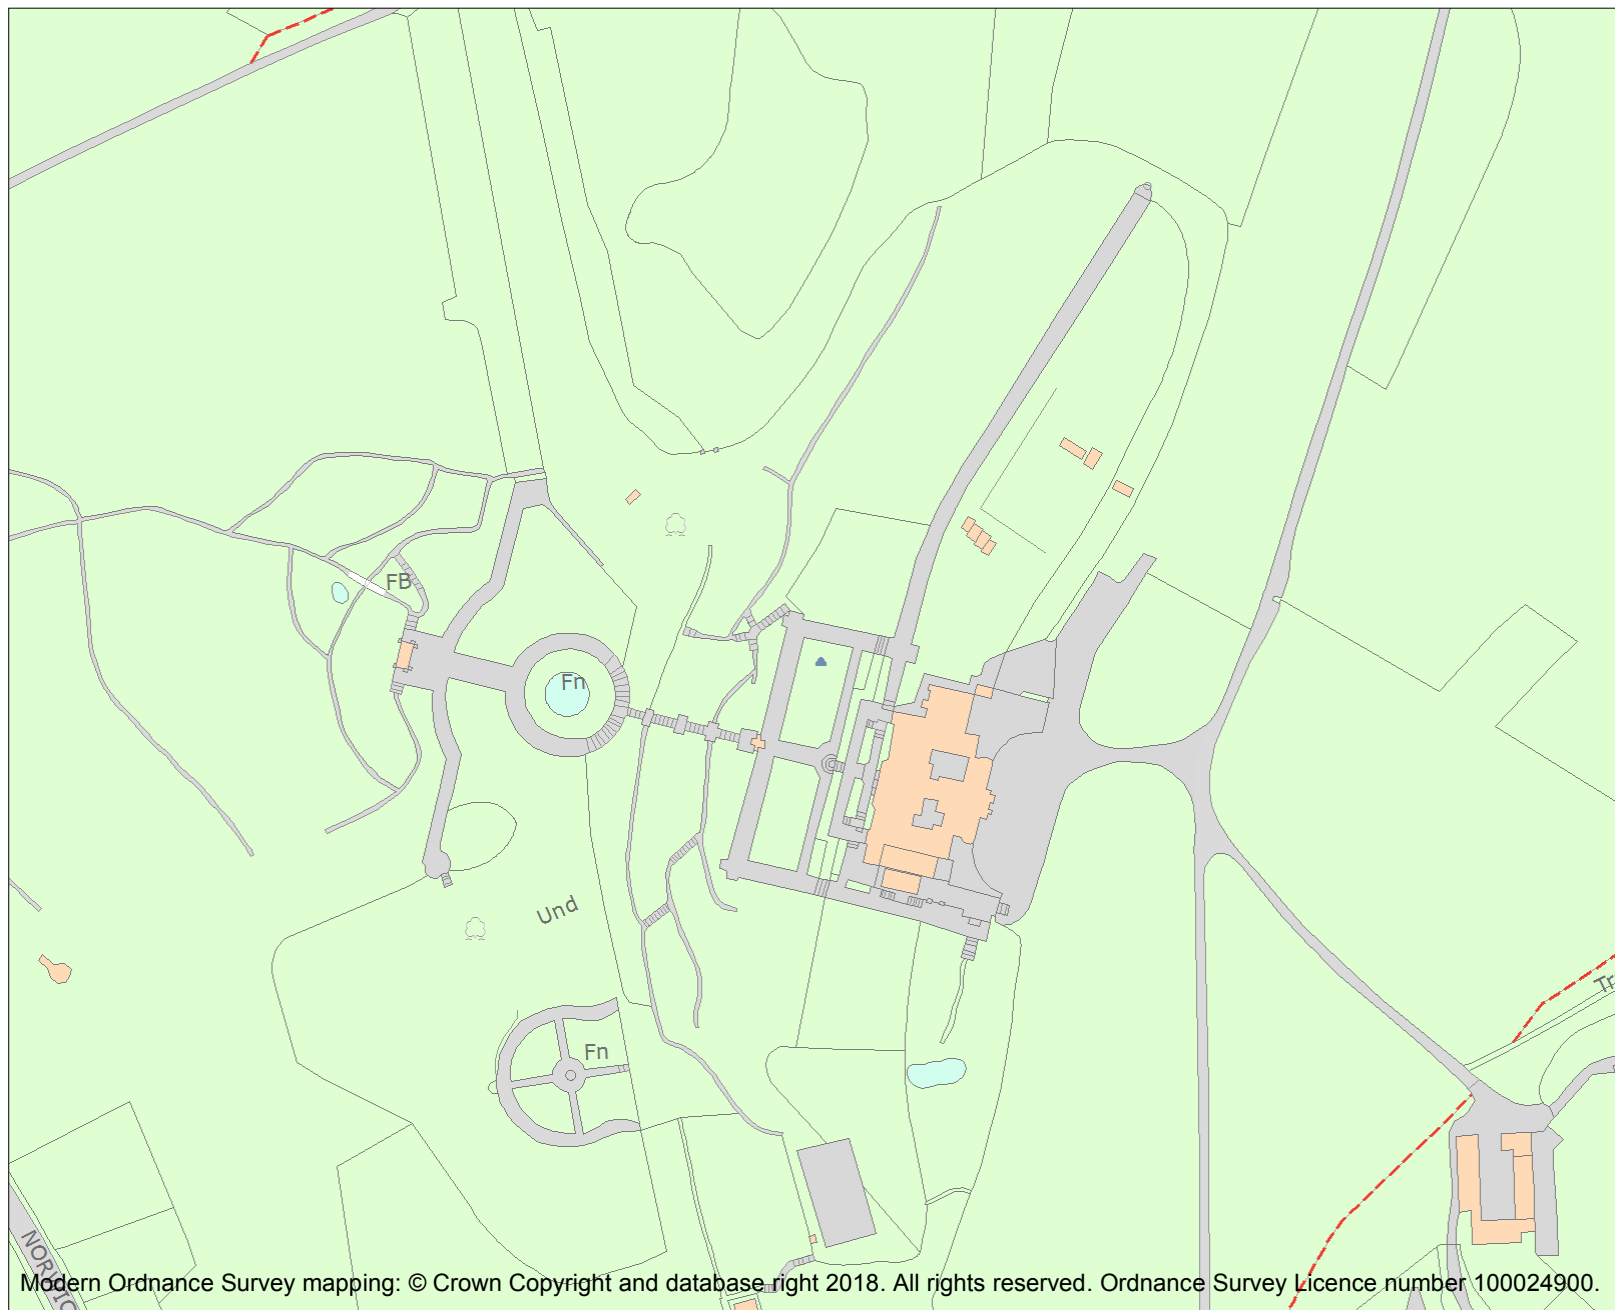 FB
Fn
Und
Tr
Fn
Modern Ordnance Survey mapping: © Crown Copyright and database right 2018. All rights reserved. Ordnance Survey Licence number 100024900.